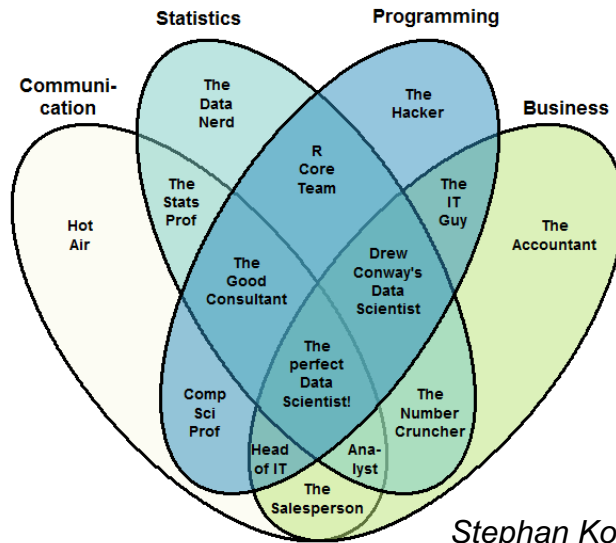 Statistics
Programming
Communi-
cation
Business
The
Data
Nerd
The
Hacker
R
Core
Team
The
Stats
Prof
The
IT
Guy
Hot
Air
The
Accountant
The
Good
Consultant
Drew
Conway's
Data
Scientist
The
perfect
Data
Scientist!
Comp
Sci
Prof
The
Number
Cruncher
Head
of IT
Ana-
lyst
The
Salesperson
Stephan Ko